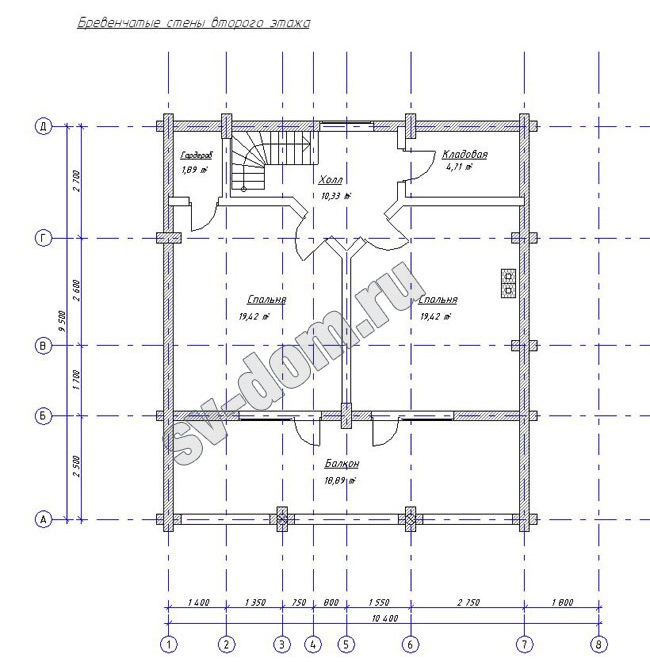 Бревенчатые стены второго этажа
Д
Гардероб
1,89 м²
Холл
10,33 м²
Кладовая
4,71 м²
2 700
Г
2 600
9 500
Спальня
19,42 м²
Спальня
19,42 м²
В
1 700
Б
2 500
Балкон
18,89 м²
А
sv-dom.ru
1 400
1 350
750
800
1 550
2 750
1 800
10 400
1
2
3
4
5
6
7
8